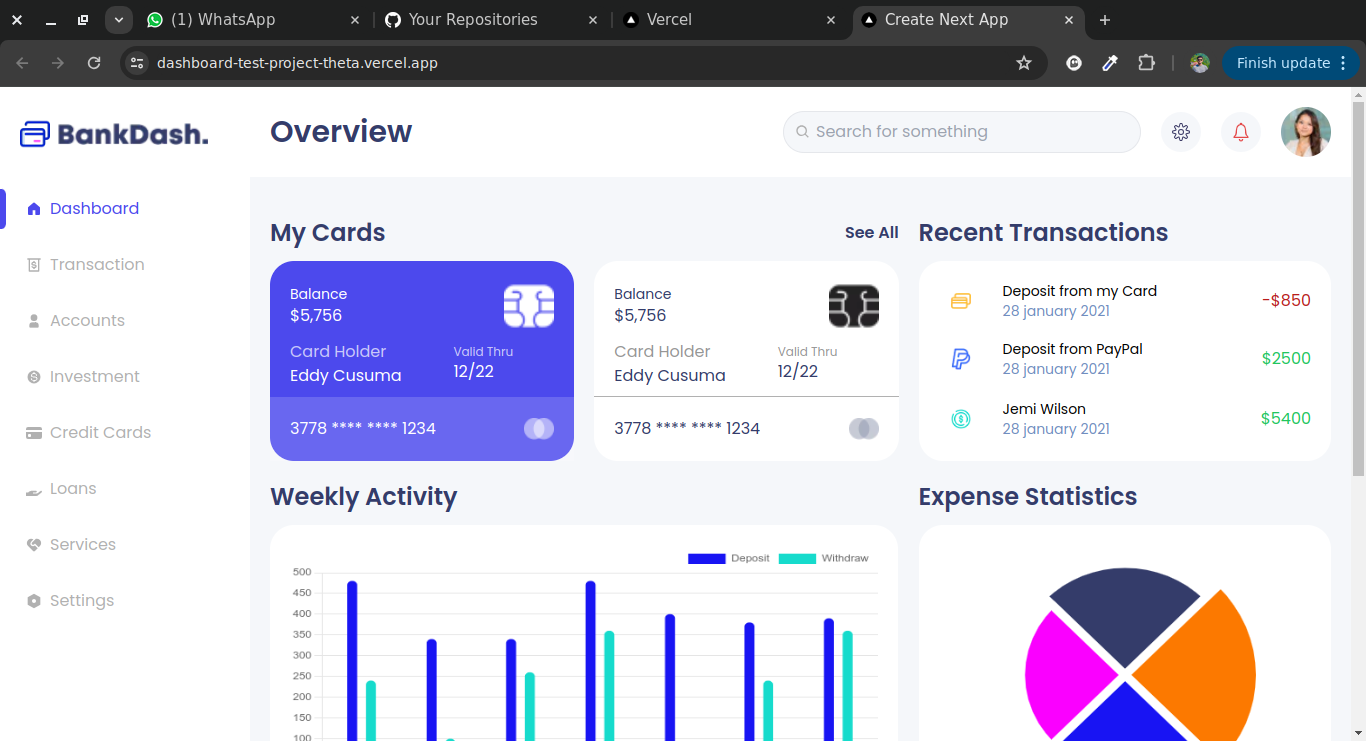 (1) WhatsApp
Your Repositories
Vercel
Create Next App
dashboard-test-project-theta.vercel.app
Finish update
BankDash.
Overview
Search for something
Dashboard
Transaction
Accounts
Investment
Credit Cards
Loans
Services
Settings
My Cards
See All
Balance
$5,756
Card Holder
Valid Thru
Eddy Cusuma
12/22
3778 **** **** 1234
Balance
$5,756
Card Holder
Valid Thru
Eddy Cusuma
12/22
3778 **** **** 1234
Recent Transactions
Deposit from my Card
28 january 2021
-$850
Deposit from PayPal
28 january 2021
$2500
Jemi Wilson
28 january 2021
$5400
Weekly Activity
Deposit
Withdraw
500
450
400
350
300
250
200
150
100
Expense Statistics